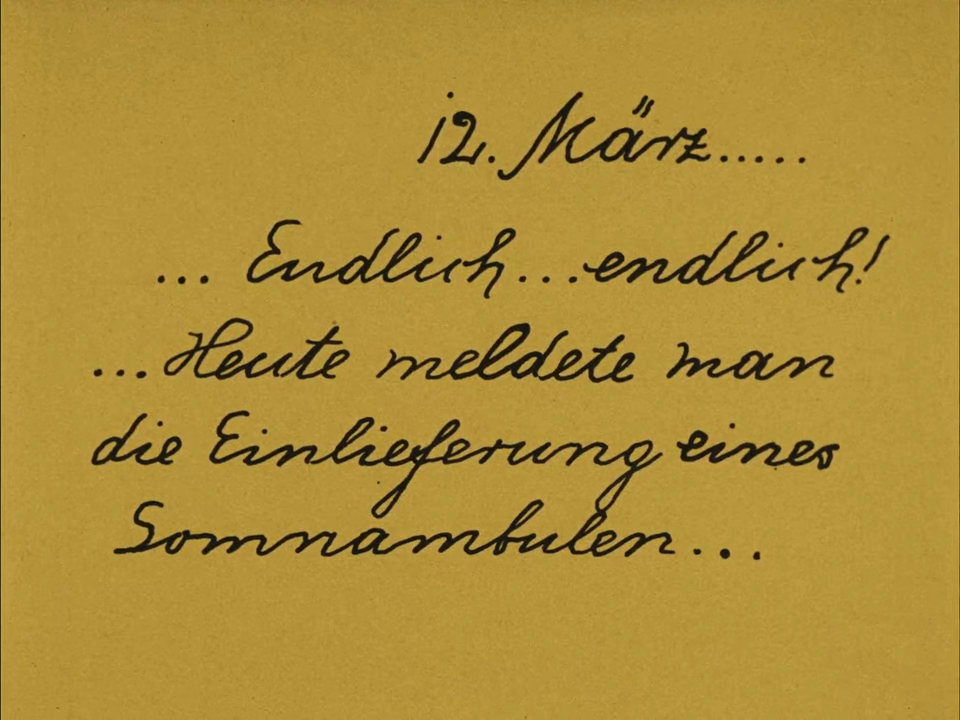 12. März.....
... Endlich...endlich!
...Heute meldete man
die Einlieferung eines
Somnambulen...